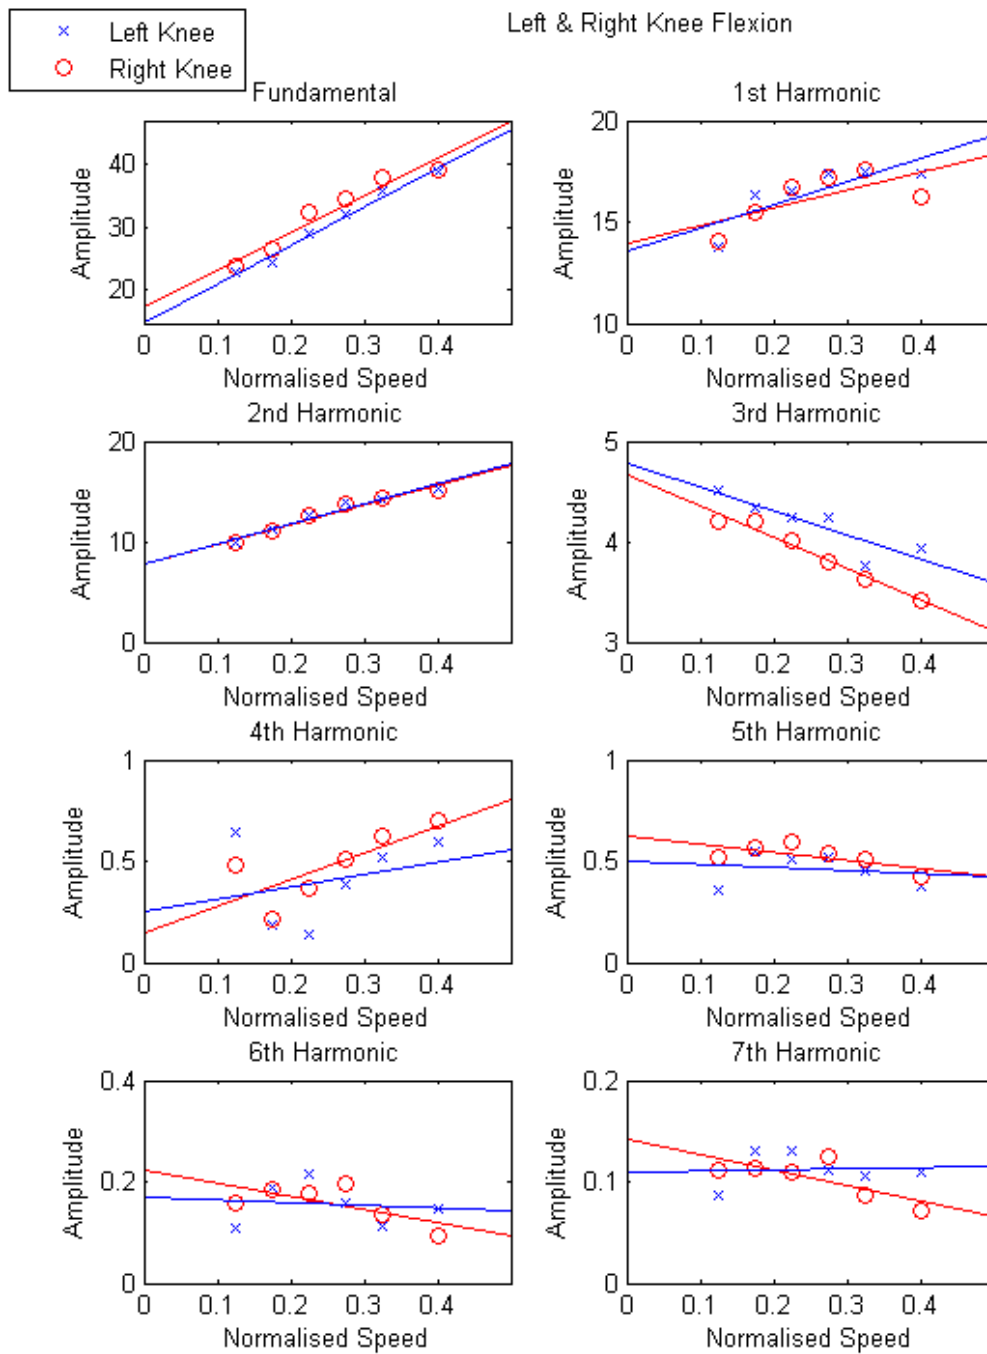 Left & Right Knee Flexion
Left Knee
Right Knee
Fundamental
Amplitude
40
30
20
0 0.1 0.2 0.3 0.4
Normalised Speed
1st Harmonic
Amplitude
20
15
10
0 0.1 0.2 0.3 0.4
Normalised Speed
2nd Harmonic
Amplitude
20
10
0
0 0.1 0.2 0.3 0.4
Normalised Speed
3rd Harmonic
Amplitude
5
4
3
0 0.1 0.2 0.3 0.4
Normalised Speed
4th Harmonic
Amplitude
1
0.5
0
0 0.1 0.2 0.3 0.4
Normalised Speed
5th Harmonic
Amplitude
1
0.5
0
0 0.1 0.2 0.3 0.4
Normalised Speed
6th Harmonic
Amplitude
0.4
0.2
0
0 0.1 0.2 0.3 0.4
Normalised Speed
7th Harmonic
Amplitude
0.2
0.1
0
0 0.1 0.2 0.3 0.4
Normalised Speed